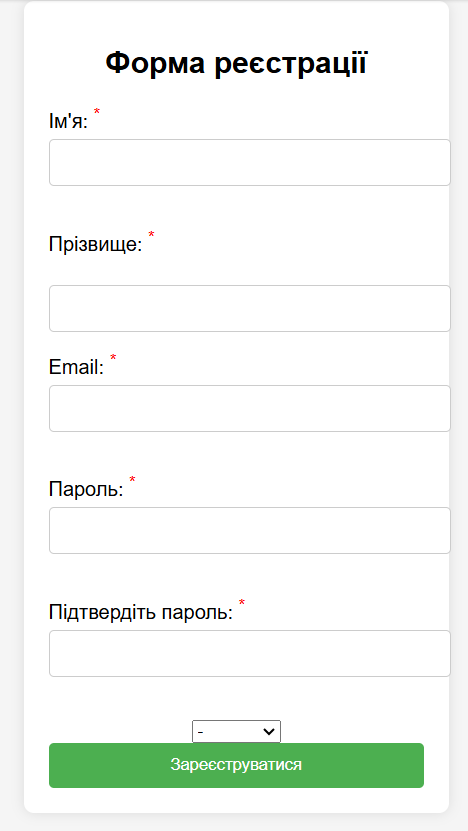 Форма реєстрації
Ім'я: *
Прізвище: *
Email: *
Пароль: *
Підтвердіть пароль: *
-
Зареєструватися